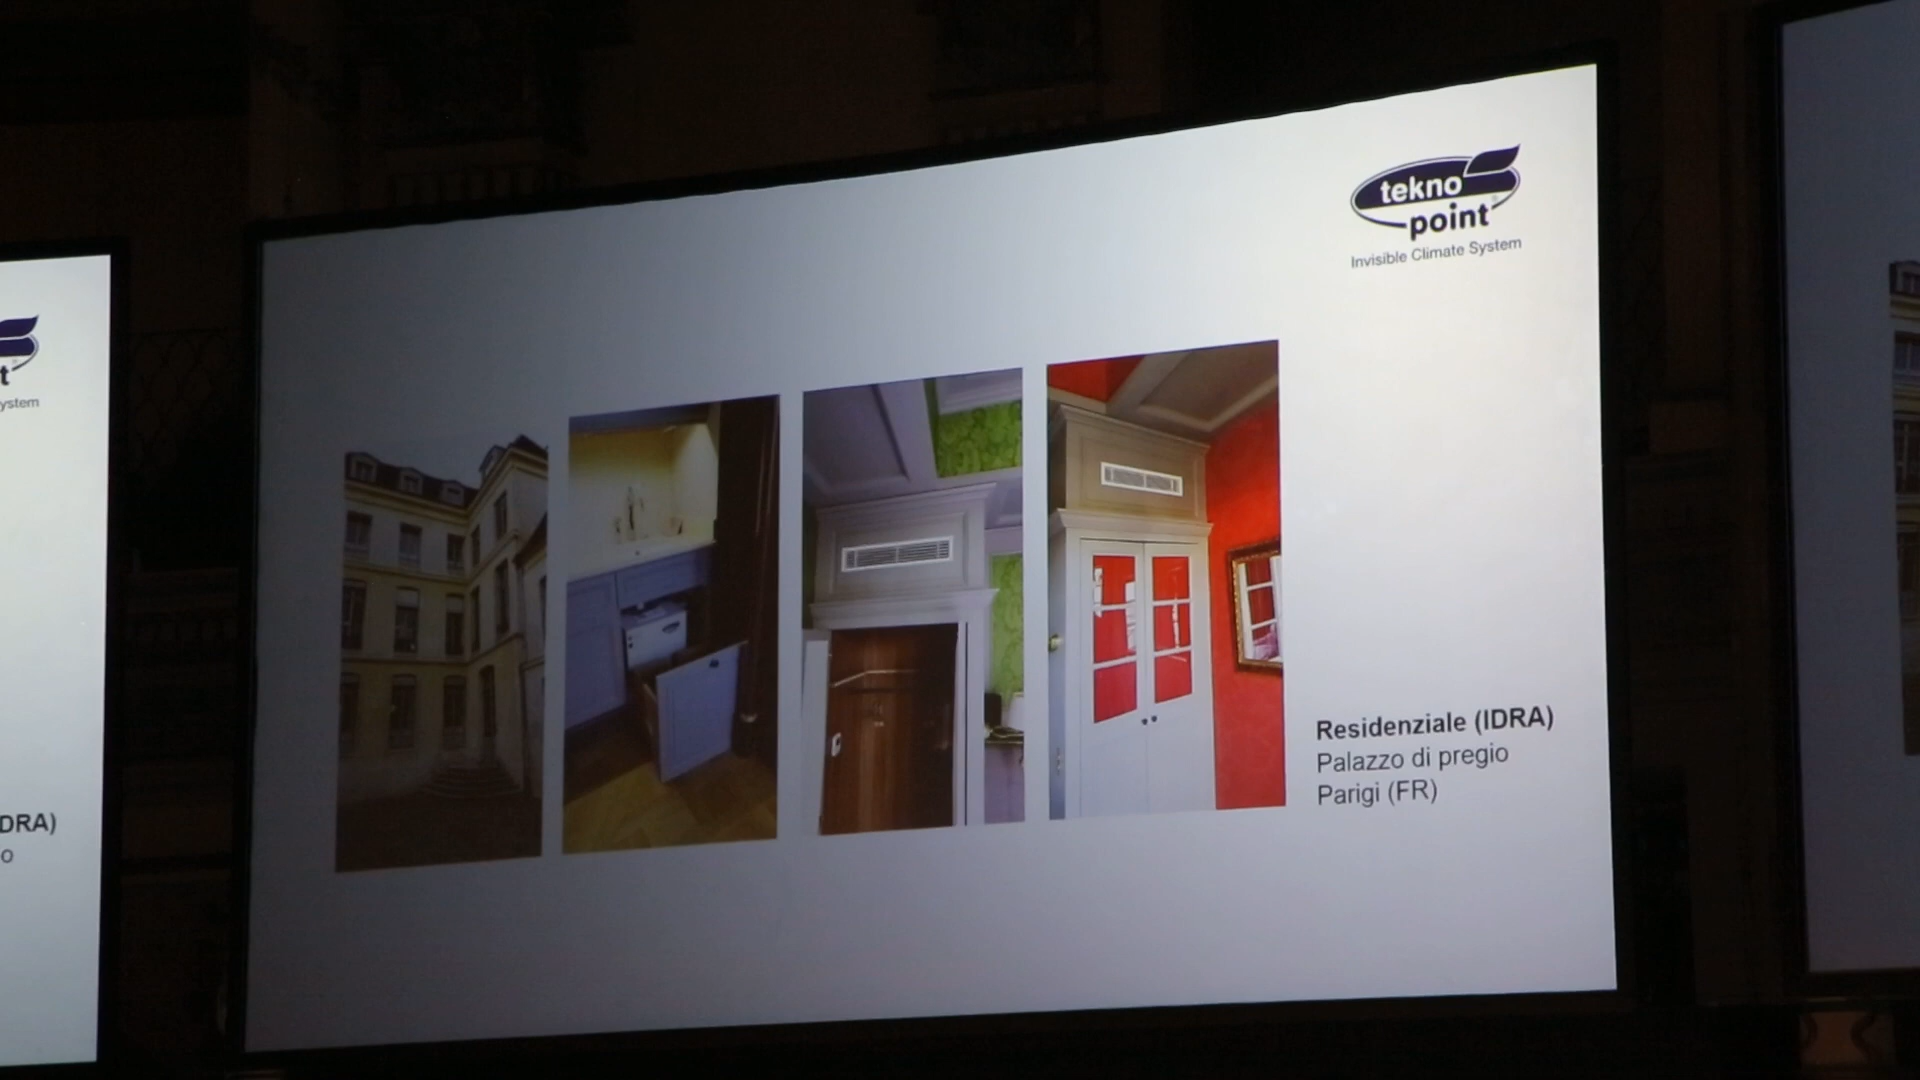 t
ystem
DRA)
o
tekno
point
Invisible Climate System
Residenziale (IDRA)
Palazzo di pregio
Parigi (FR)